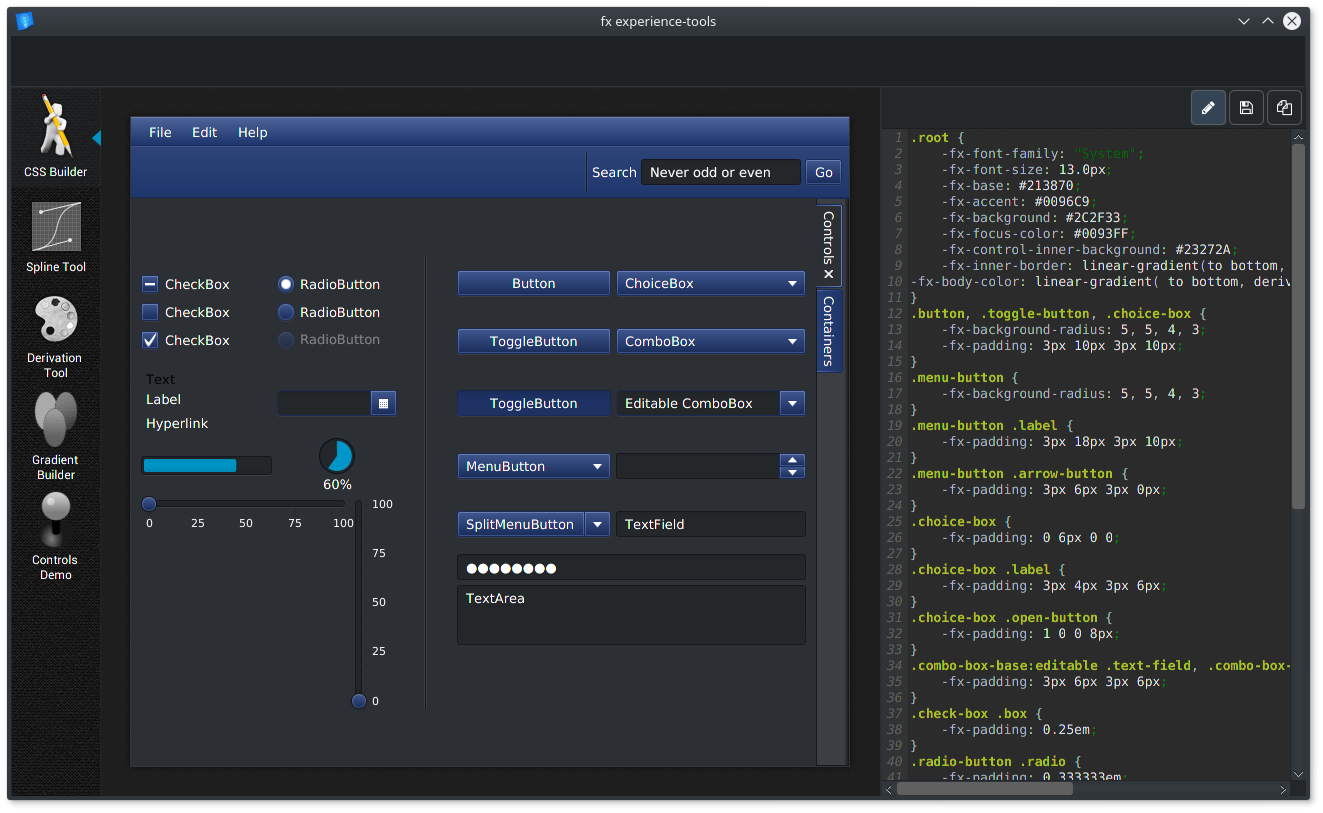 fx experience-tools
CSS Builder
Spline Tool
Derivation
Tool
Gradient
Builder
Controls
Demo
File Edit Help
Search Never odd or even Go
Controls
Containers
CheckBox RadioButton Button ChoiceBox
CheckBox RadioButton
CheckBox RadioButton ToggleButton ComboBox
Text
Label
Hyperlink
ToggleButton Editable ComboBox
60%
MenuButton
0 25 50 75 100
100
75
50
25
0
SplitMenuButton TextField
TextArea
1 .root {
2 -fx-font-family: "System";
3 -fx-font-size: 13.0px;
4 -fx-base: #213870;
5 -fx-accent: #0096C9;
6 -fx-background: #2C2F33;
7 -fx-focus-color: #0093FF;
8 -fx-control-inner-background: #23272A;
9 -fx-inner-border: linear-gradient(to bottom,
10 -fx-body-color: linear-gradient( to bottom, deriv
11 }
12 .button, .toggle-button, .choice-box {
13 -fx-background-radius: 5, 5, 4, 3;
14 -fx-padding: 3px 10px 3px 10px;
15 }
16 .menu-button {
17 -fx-background-radius: 5, 5, 4, 3;
18 }
19 .menu-button .label {
20 -fx-padding: 3px 18px 3px 10px;
21 }
22 .menu-button .arrow-button {
23 -fx-padding: 3px 6px 3px 0px;
24 }
25 .choice-box {
26 -fx-padding: 0 6px 0 0;
27 }
28 .choice-box .label {
29 -fx-padding: 3px 4px 3px 6px;
30 }
31 .choice-box .open-button {
32 -fx-padding: 1 0 0 8px;
33 }
34 .combo-box-base:editable .text-field, .combo-box-
35 -fx-padding: 3px 6px 3px 6px;
36 }
37 .check-box .box {
38 -fx-padding: 0.25em;
39 }
40 .radio-button .radio {
41 -fx-padding: 0.333333em;